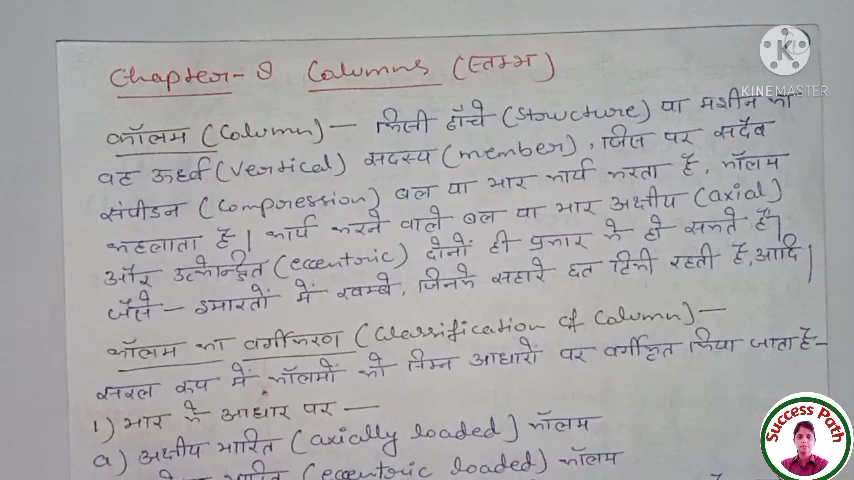 KINEMASTER
Chapter-8 Columns (स्तम्भ)
कॉलम (Column) – किसी ढाँचे (Structure) या मशीन का
वह ऊर्ध्व (Vertical) सदस्य (member), जिस पर सदैव
संपीडन (Compression) बल या भार कार्य करता है, कॉलम
कहलाता है। कार्य करने वाले बल या भार अक्षीय (axial)
और उत्केन्द्रित (eccentric) दोनों ही प्रकार के हो सकते हैं।
जैसे – इमारतों में खम्बे, जिनके सहारे छत टिकी रहती है, आदि।
कॉलम का वर्गीकरण (Classification of Column) –
सरल रूप में कॉलमों को निम्न आधारों पर वर्गीकृत किया जाता है–
1) भार के आधार पर –
a) अक्षीय भारित (axially loaded) कॉलम
भारित (eccentric loaded) कॉलम
Success Path